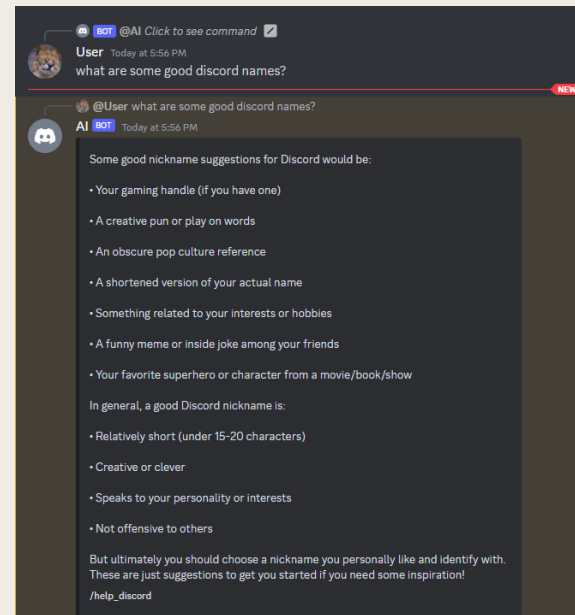 BOT @AI Click to see command
User Today at 5:56 PM
what are some good discord names?
NEW
@User what are some good discord names?
AI BOT Today at 5:56 PM
Some good nickname suggestions for Discord would be:
• Your gaming handle (if you have one)
• A creative pun or play on words
• An obscure pop culture reference
• A shortened version of your actual name
• Something related to your interests or hobbies
• A funny meme or inside joke among your friends
• Your favorite superhero or character from a movie/book/show
In general, a good Discord nickname is:
• Relatively short (under 15-20 characters)
• Creative or clever
• Speaks to your personality or interests
• Not offensive to others
But ultimately you should choose a nickname you personally like and identify with.
These are just suggestions to get you started if you need some inspiration!
/help_discord